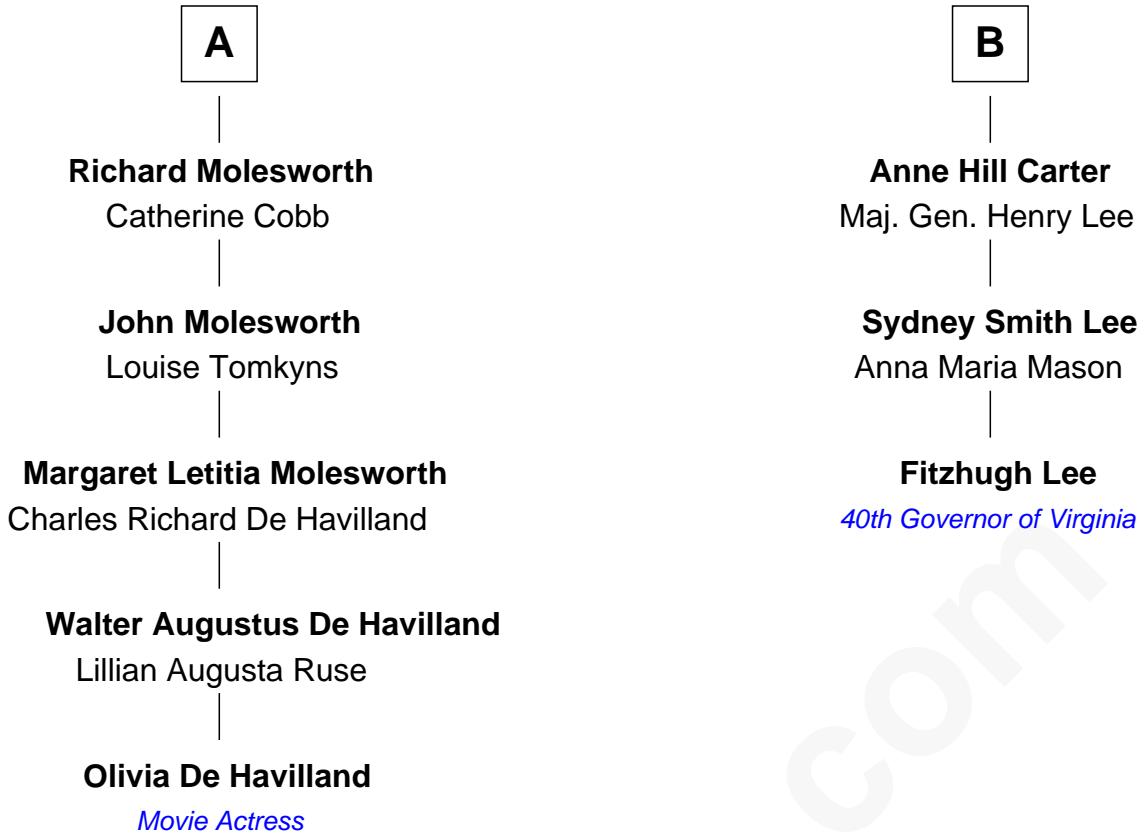 A
Richard Molesworth
Catherine Cobb
John Molesworth
Louise Tomkyns
Margaret Letitia Molesworth
Charles Richard De Havilland
Walter Augustus De Havilland
Lillian Augusta Ruse
Olivia De Havilland
Movie Actress
B
Anne Hill Carter
Maj. Gen. Henry Lee
Sydney Smith Lee
Anna Maria Mason
Fitzhugh Lee
40th Governor of Virginia
com